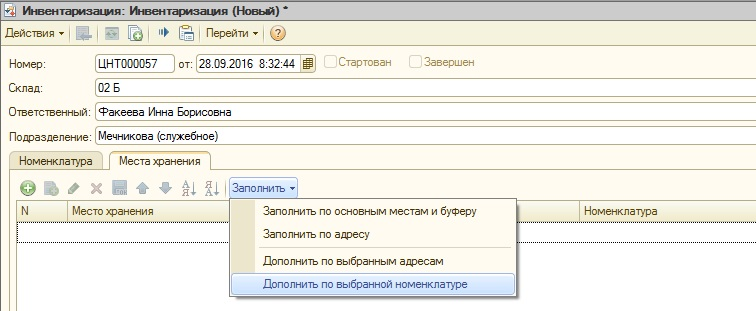 Инвентаризация: Инвентаризация (Новый) *
Действия Перейти ?
Номер: ЦНТ000057 от: 28.09.2016 8:32:44 Стартован Завершен
Склад: 02 Б
Ответственный: Факеева Инна Борисовна
Подразделение: Мечникова (служебное)
Номенклатура Места хранения
Заполнить
N Место хранения Номенклатура
Заполнить по основным местам и буферу
Заполнить по адресу
Дополнить по выбранным адресам
Дополнить по выбранной номенклатуре